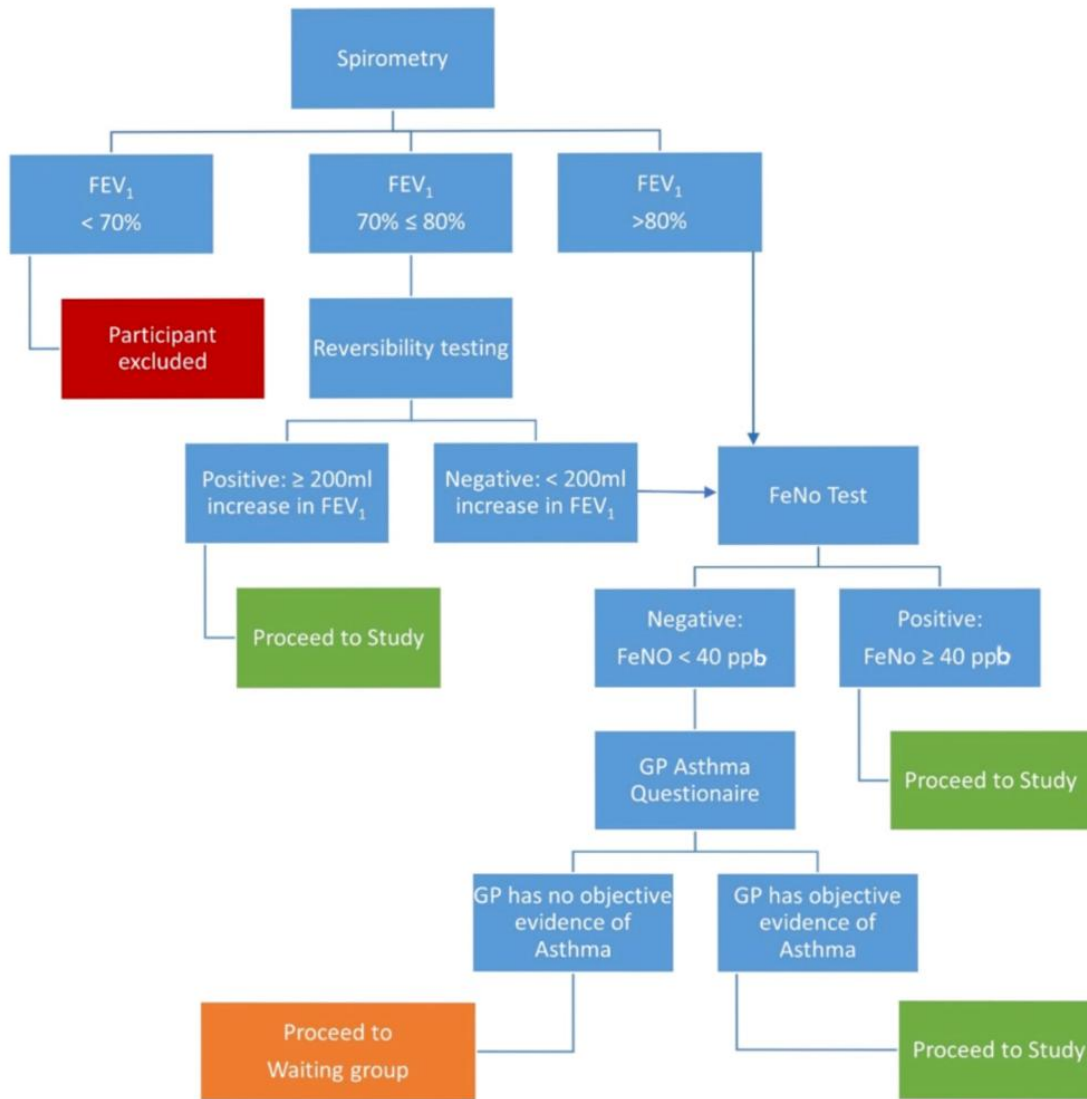 Spirometry
FEV₁
< 70%
FEV₁
70% ≤ 80%
FEV₁
>80%
Participant
excluded
Reversibility testing
Positive: ≥ 200ml
increase in FEV₁
Negative: < 200ml
increase in FEV₁
FeNo Test
Proceed to Study
Negative:
FeNO < 40 ppb
Positive:
FeNo ≥ 40 ppb
GP Asthma
Questionaire
Proceed to Study
GP has no objective
evidence of
Asthma
GP has objective
evidence of
Asthma
Proceed to
Waiting group
Proceed to Study